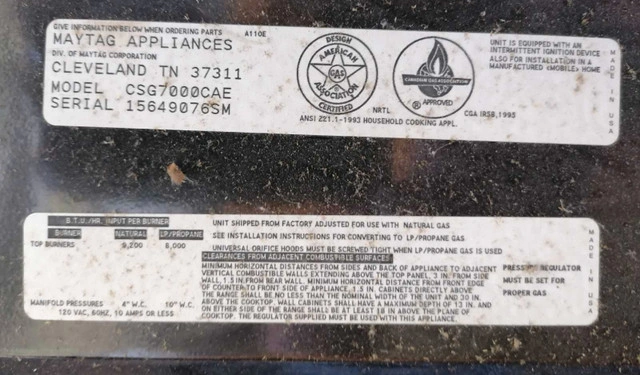 GIVE INFORMATION BELOW WHEN ORDERING PARTS A110E
MAYTAG APPLIANCES
DIV. OF MAYTAG CORPORATION
CLEVELAND TN 37311
MODEL CSG7000CAE
SERIAL 15649076SM
DESIGN
AMERICAN
GAS
ASSOCIATION
CERTIFIED
NRTL
CANADIAN GAS ASSOCIATION
APPROVED
ANSI Z21.1-1993 HOUSEHOLD COOKING APPL.
CGA IR58,1995
UNIT IS EQUIPPED WITH AN
INTERMITTENT IGNITION DEVICE
ALSO FOR INSTALLATION IN A
MANUFACTURED (MOBILE) HOME
MADE IN USA
B.T.U./HR. INPUT PER BURNER
BURNER NATURAL LP/PROPANE
TOP BURNERS 9,200 8,000
MANIFOLD PRESSURES 4" W.C. 10" W.C.
120 VAC, 60HZ, 10 AMPS OR LESS
UNIT SHIPPED FROM FACTORY ADJUSTED FOR USE WITH NATURAL GAS
SEE INSTALLATION INSTRUCTIONS FOR CONVERTING TO LP/PROPANE GAS
UNIVERSAL ORIFICE HOODS MUST BE SCREWED TIGHT WHEN LP/PROPANE GAS IS USED
CLEARANCES FROM ADJACENT COMBUSTIBLE SURFACES
MINIMUM HORIZONTAL DISTANCES FROM SIDES AND BACK OF APPLIANCE TO ADJACENT
VERTICAL COMBUSTIBLE WALLS EXTENDING ABOVE THE TOP PANEL, 3 IN. FROM SIDE
WALL, 1.5 IN. FROM REAR WALL. MINIMUM HORIZONTAL DISTANCE FROM FRONT EDGE
OF COUNTER TO FRONT SIDE OF APPLIANCE, 1.5 IN. CABINETS DIRECTLY ABOVE
THE RANGE SHALL BE NO LESS THAN THE NOMINAL WIDTH OF THE UNIT AND 30 IN.
ABOVE THE COOKTOP. WALL CABINETS SHALL HAVE A MAXIMUM DEPTH OF 13 IN. AND
ON EITHER SIDE OF THE RANGE SHALL BE AT LEAST 18 IN ABOVE THE PLANE OF
COOKTOP. THE REGULATOR SUPPLIED MUST BE USED WITH THIS APPLIANCE.
PRESSURE REGULATOR
MUST BE SET FOR
PROPER GAS
MADE IN USA